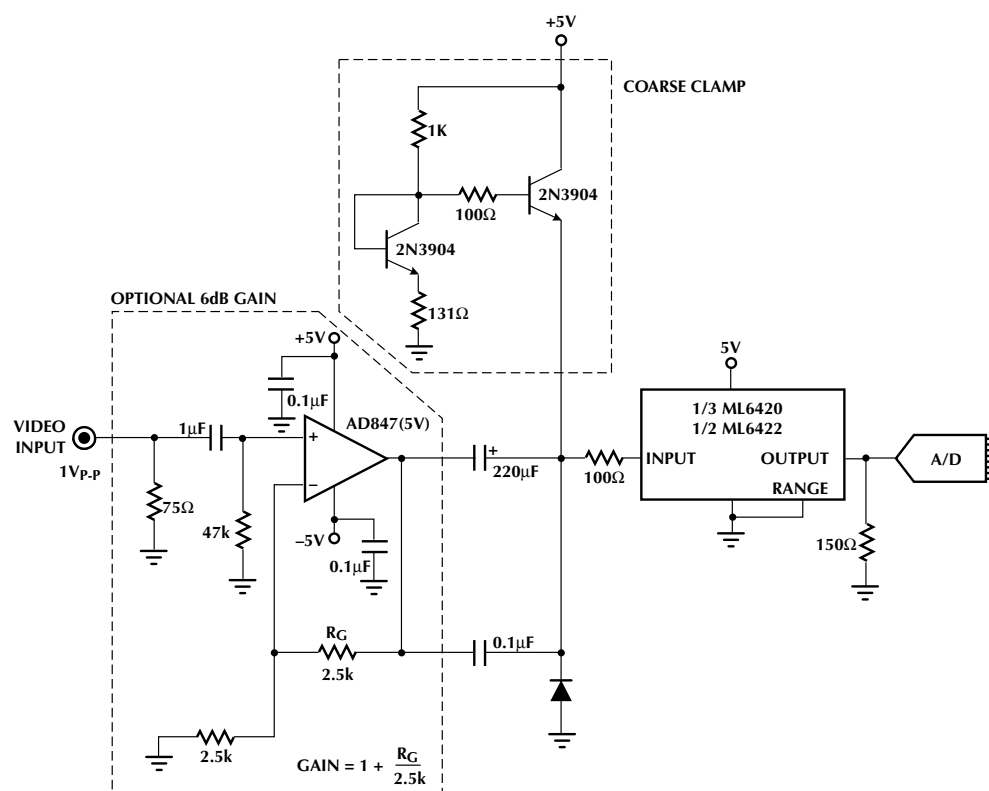 +5V
COARSE CLAMP
1K
100Ω
2N3904
2N3904
131Ω
OPTIONAL 6dB GAIN
+5V
0.1µF
AD847(5V)
VIDEO
INPUT
1VP-P
1µF
+
–
75Ω
47k
–5V
0.1µF
+
220µF
100Ω
5V
1/3 ML6420
1/2 ML6422
INPUT
OUTPUT
RANGE
A/D
150Ω
RG
2.5k
0.1µF
2.5k
GAIN = 1 + RG
2.5k